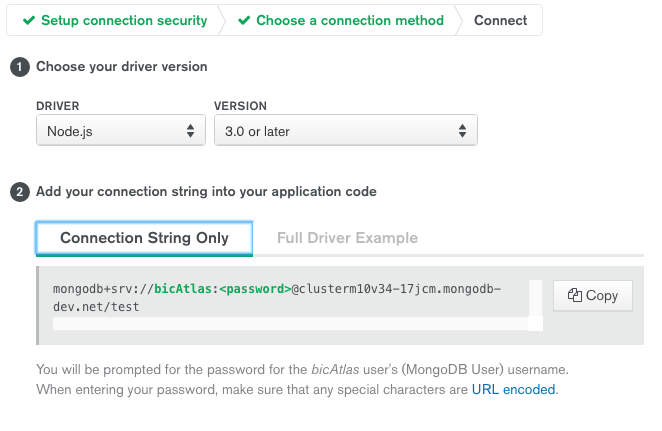 Setup connection security
Choose a connection method
Connect
1 Choose your driver version
DRIVER
VERSION
Node.js
3.0 or later
2 Add your connection string into your application code
Connection String Only
Full Driver Example
mongodb+srv://bicAtlas:<password>@clusterm10v34-17jcm.mongodb-
dev.net/test
Copy
You will be prompted for the password for the bicAtlas user's (MongoDB User) username.
When entering your password, make sure that any special characters are URL encoded.